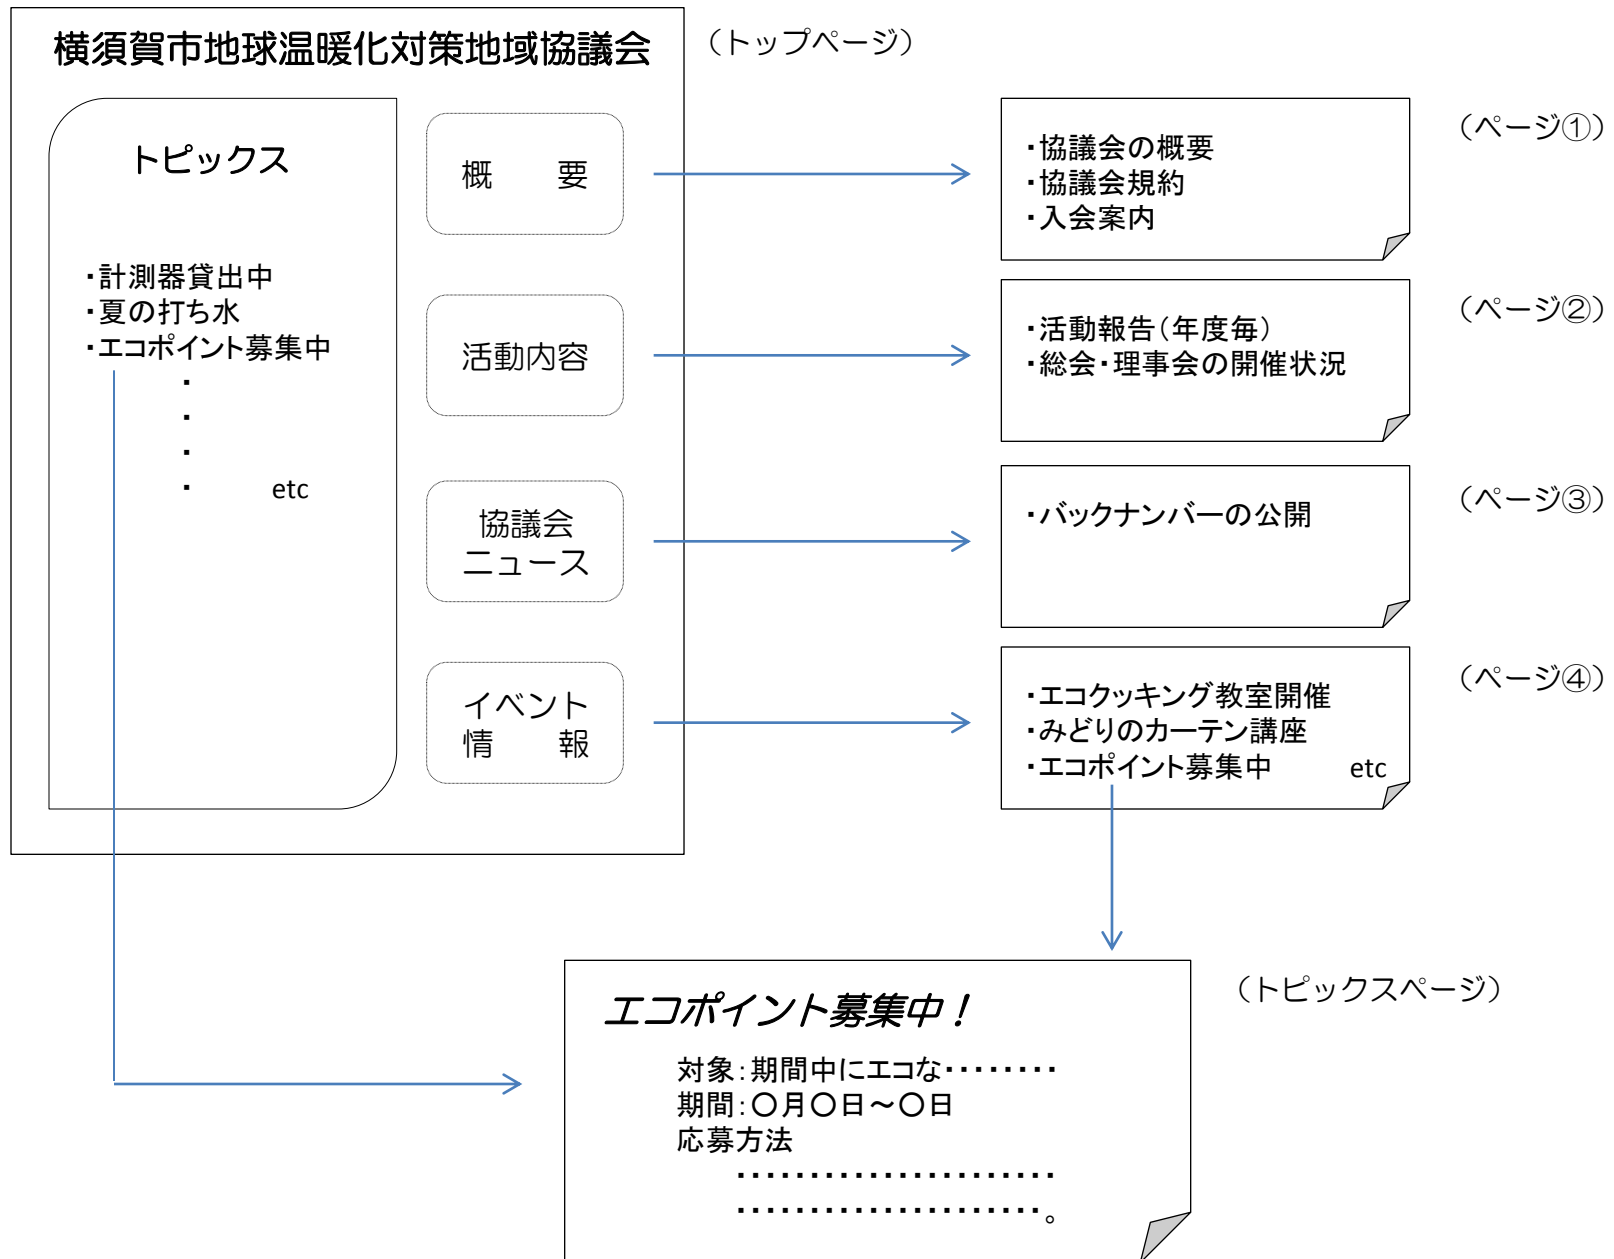 横須賀市地球温暖化対策地域協議会
（トップページ）
トピックス
・計測器貸出中
・夏の打ち水
・エコポイント募集中
・
・
・
・ etc
概　要
活動内容
協議会
ニュース
イベント
情　報
（ページ①）
・協議会の概要
・協議会規約
・入会案内
（ページ②）
・活動報告（年度毎）
・総会・理事会の開催状況
（ページ③）
・バックナンバーの公開
（ページ④）
・エコクッキング教室開催
・みどりのカーテン講座
・エコポイント募集中 etc
（トピックスページ）
エコポイント募集中！
対象：期間中にエコな・・・・・・・・
期間：〇月〇日～〇日
応募方法
・・・・・・・・・・・・・・・・・・・・・・
・・・・・・・・・・・・・・・・・・・・・。